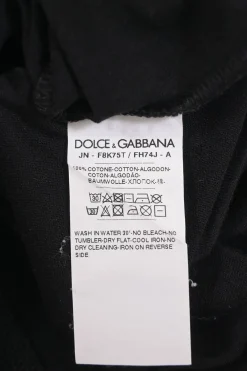 DOLCE & GABBANA
JN - F8K75T / FH74J - A
100% COTONE-COTTON-ALGODON-
COTON-ALGODÃO-
BAUMWOLLE-ХЛОПОК-棉
WASH IN WATER 30°-NO BLEACH-NO
TUMBLER-DRY FLAT-COOL IRON-NO
DRY CLEANING-IRON ON REVERSE
SIDE.